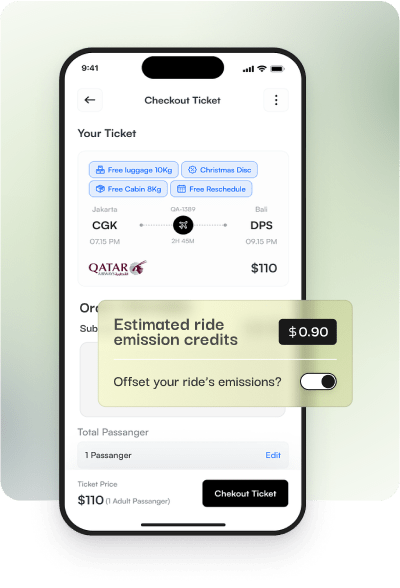 9:41
Checkout Ticket
Your Ticket
Free luggage 10Kg
Christmas Disc
Free Cabin 8Kg
Free Reschedule
Jakarta
QA-1389
Bali
CGK
DPS
07.15 PM
2H 45M
09.15 PM
QATAR
$110
Estimated ride
emission credits
$0.90
Sub
Offset your ride's emissions?
Total Passanger
1 Passanger
Edit
Ticket Price
$110 (1 Adult Passanger)
Chekout Ticket